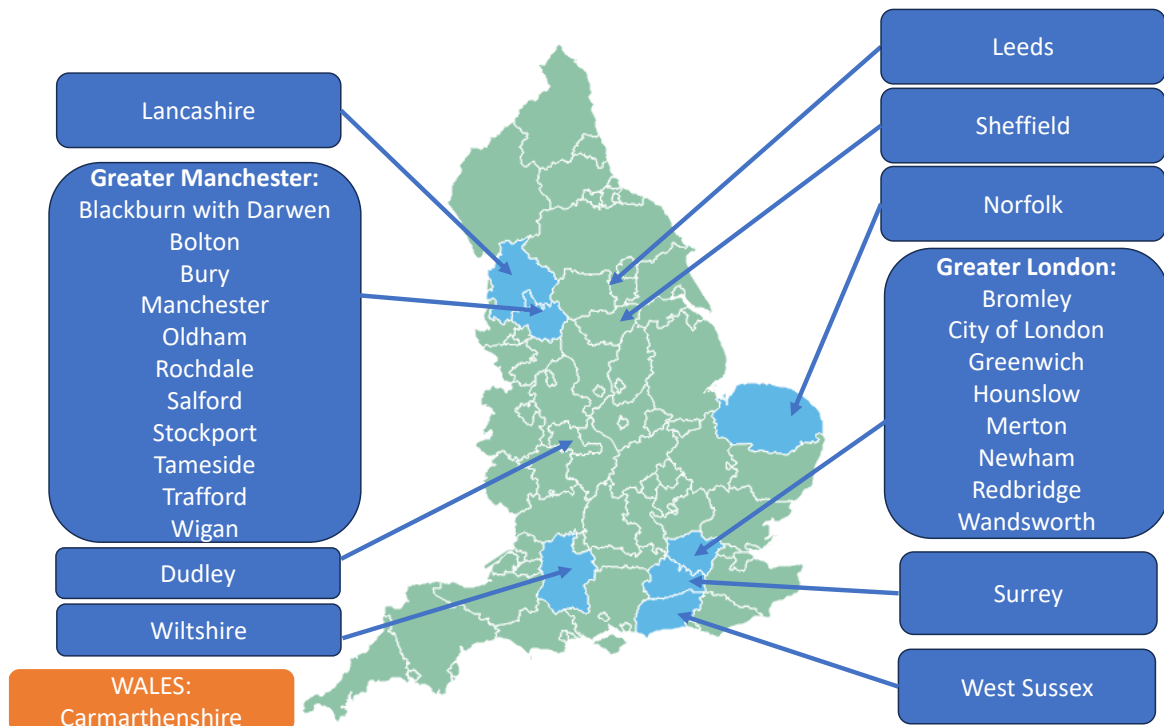 Lancashire
Greater Manchester:
Blackburn with Darwen
Bolton
Bury
Manchester
Oldham
Rochdale
Salford
Stockport
Tameside
Trafford
Wigan
Dudley
Wiltshire
WALES:
Carmarthenshire
Leeds
Sheffield
Norfolk
Greater London:
Bromley
City of London
Greenwich
Hounslow
Merton
Newham
Redbridge
Wandsworth
Surrey
West Sussex